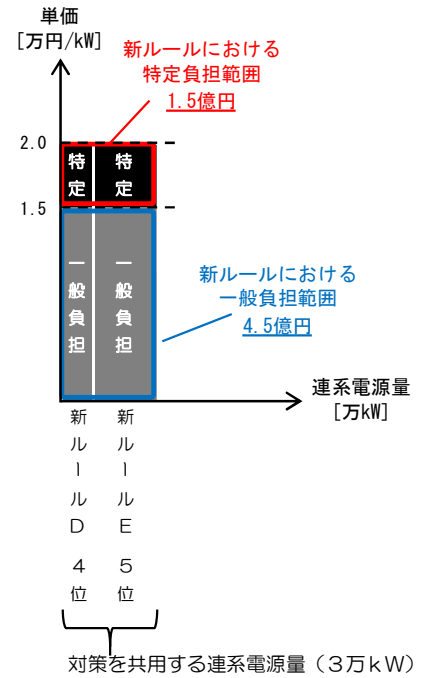 単価
[万円/kW]
新ルールにおける
特定負担範囲
1.5億円
2.0
特定
特定
1.5
一般負担
一般負担
新ルールにおける
一般負担範囲
4.5億円
連系電源量
[万kW]
新ルールD 4位
新ルールE 5位
対策を共用する連系電源量（3万kW）